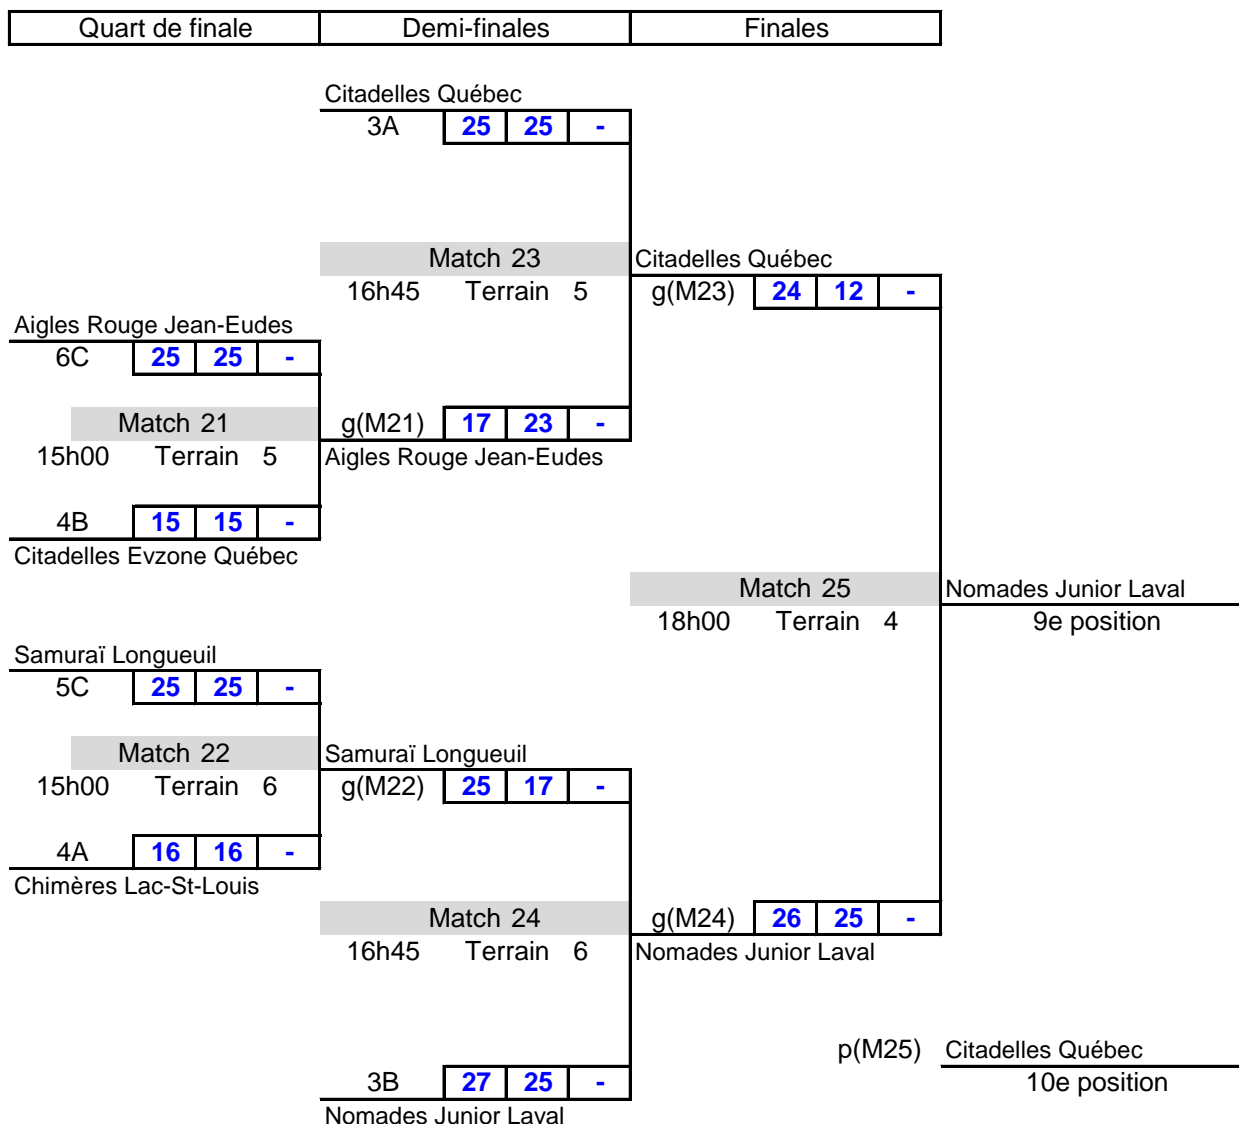 Quart de finale Demi-finales Finales
Citadelles Québec
3A 25 25 -
Match 23 Citadelles Québec
16h45 Terrain 5 g(M23) 24 12 -
Aigles Rouge Jean-Eudes
6C 25 25 -
Match 21 g(M21) 17 23 -
15h00 Terrain 5 Aigles Rouge Jean-Eudes
4B 15 15 -
Citadelles Evzone Québec
Match 25 Nomades Junior Laval
18h00 Terrain 4 9e position
Samuraï Longueuil
5C 25 25 -
Match 22 Samuraï Longueuil
15h00 Terrain 6 g(M22) 25 17 -
4A 16 16 -
Chimères Lac-St-Louis
Match 24 g(M24) 26 25 -
16h45 Terrain 6 Nomades Junior Laval
p(M25) Citadelles Québec
3B 27 25 - 10e position
Nomades Junior Laval